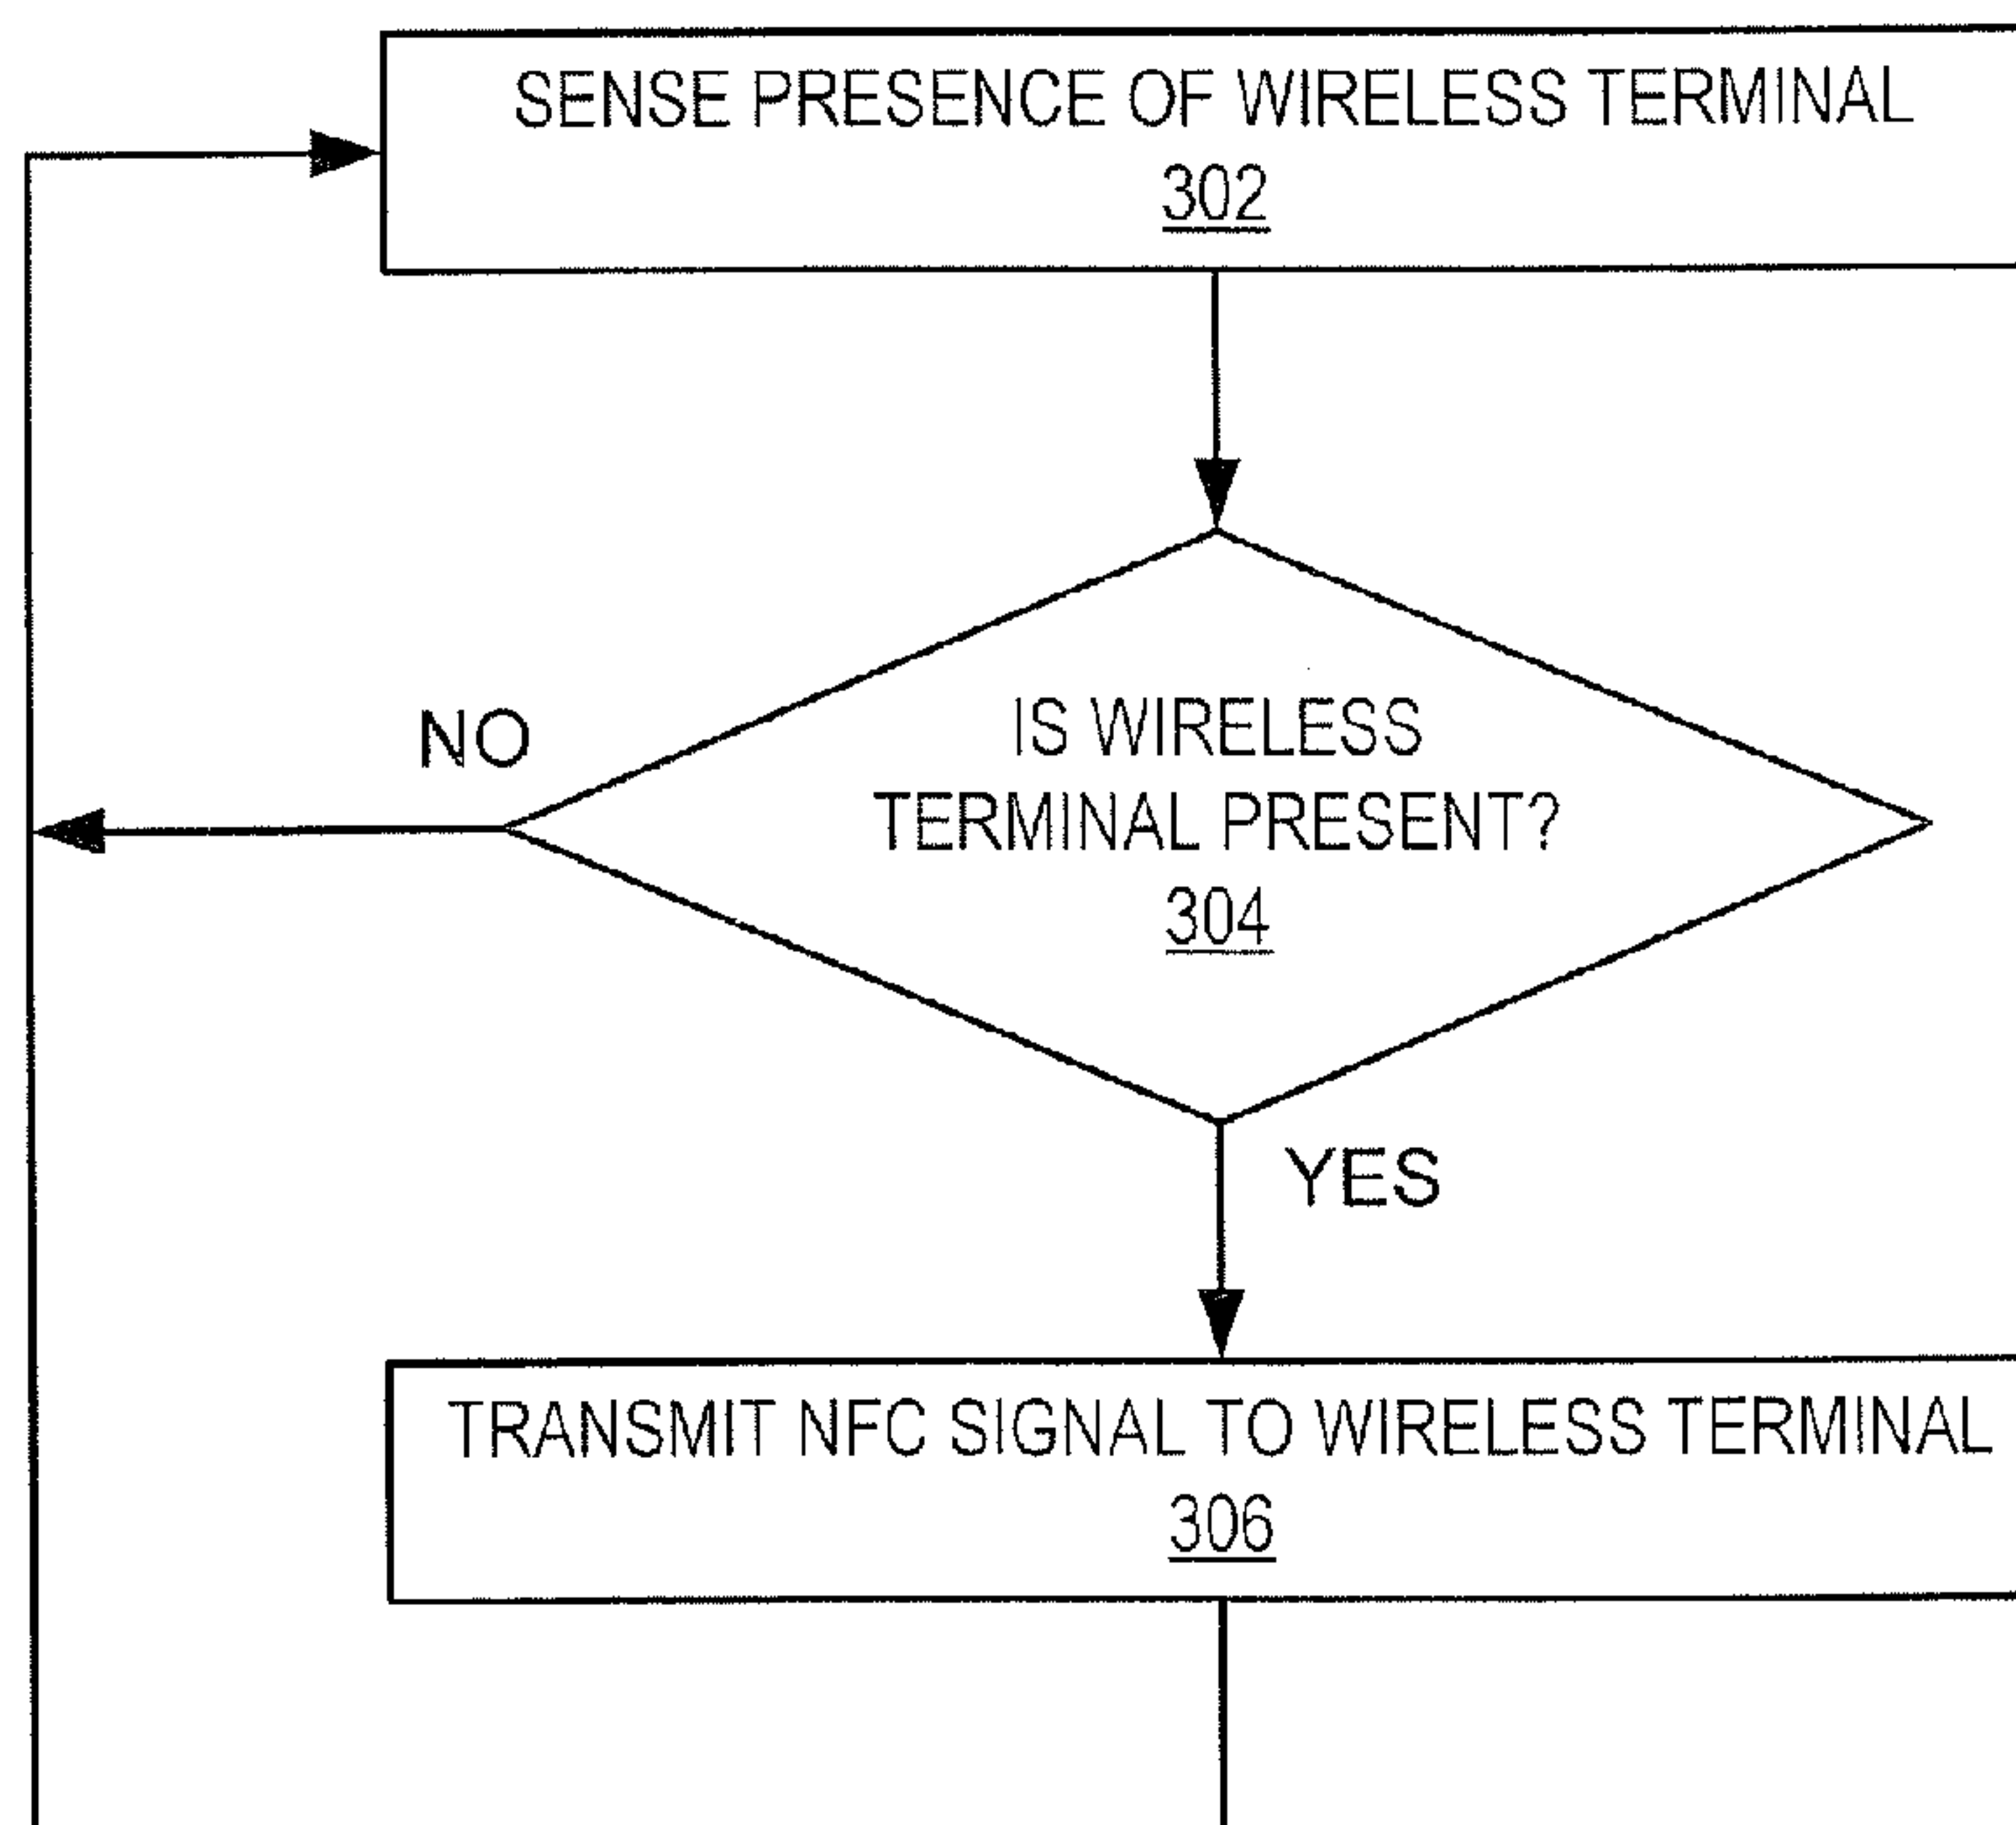 SENSE PRESENCE OF WIRELESS TERMINAL
302
NO
IS WIRELESS
TERMINAL PRESENT?
304
YES
TRANSMIT NFC SIGNAL TO WIRELESS TERMINAL
306